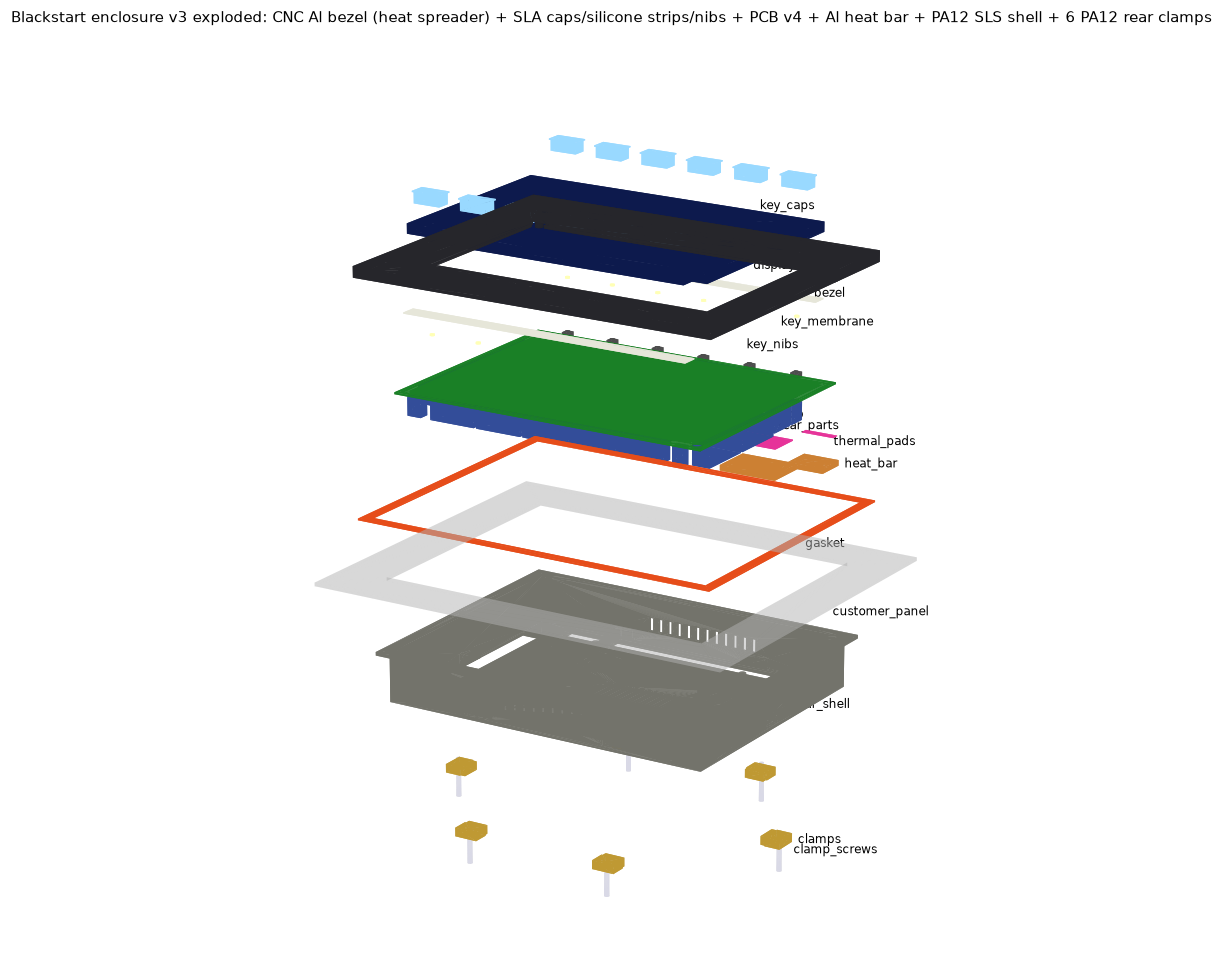 Blackstart enclosure v3 exploded: CNC Al bezel (heat spreader) + SLA caps/silicone strips/nibs + PCB v4 + Al heat bar + PA12 SLS shell + 6 PA12 rear clamps
key_caps
bezel
key_membrane
key_nibs
thermal_pads
heat_bar
gasket
customer_panel
clamps
clamp_screws